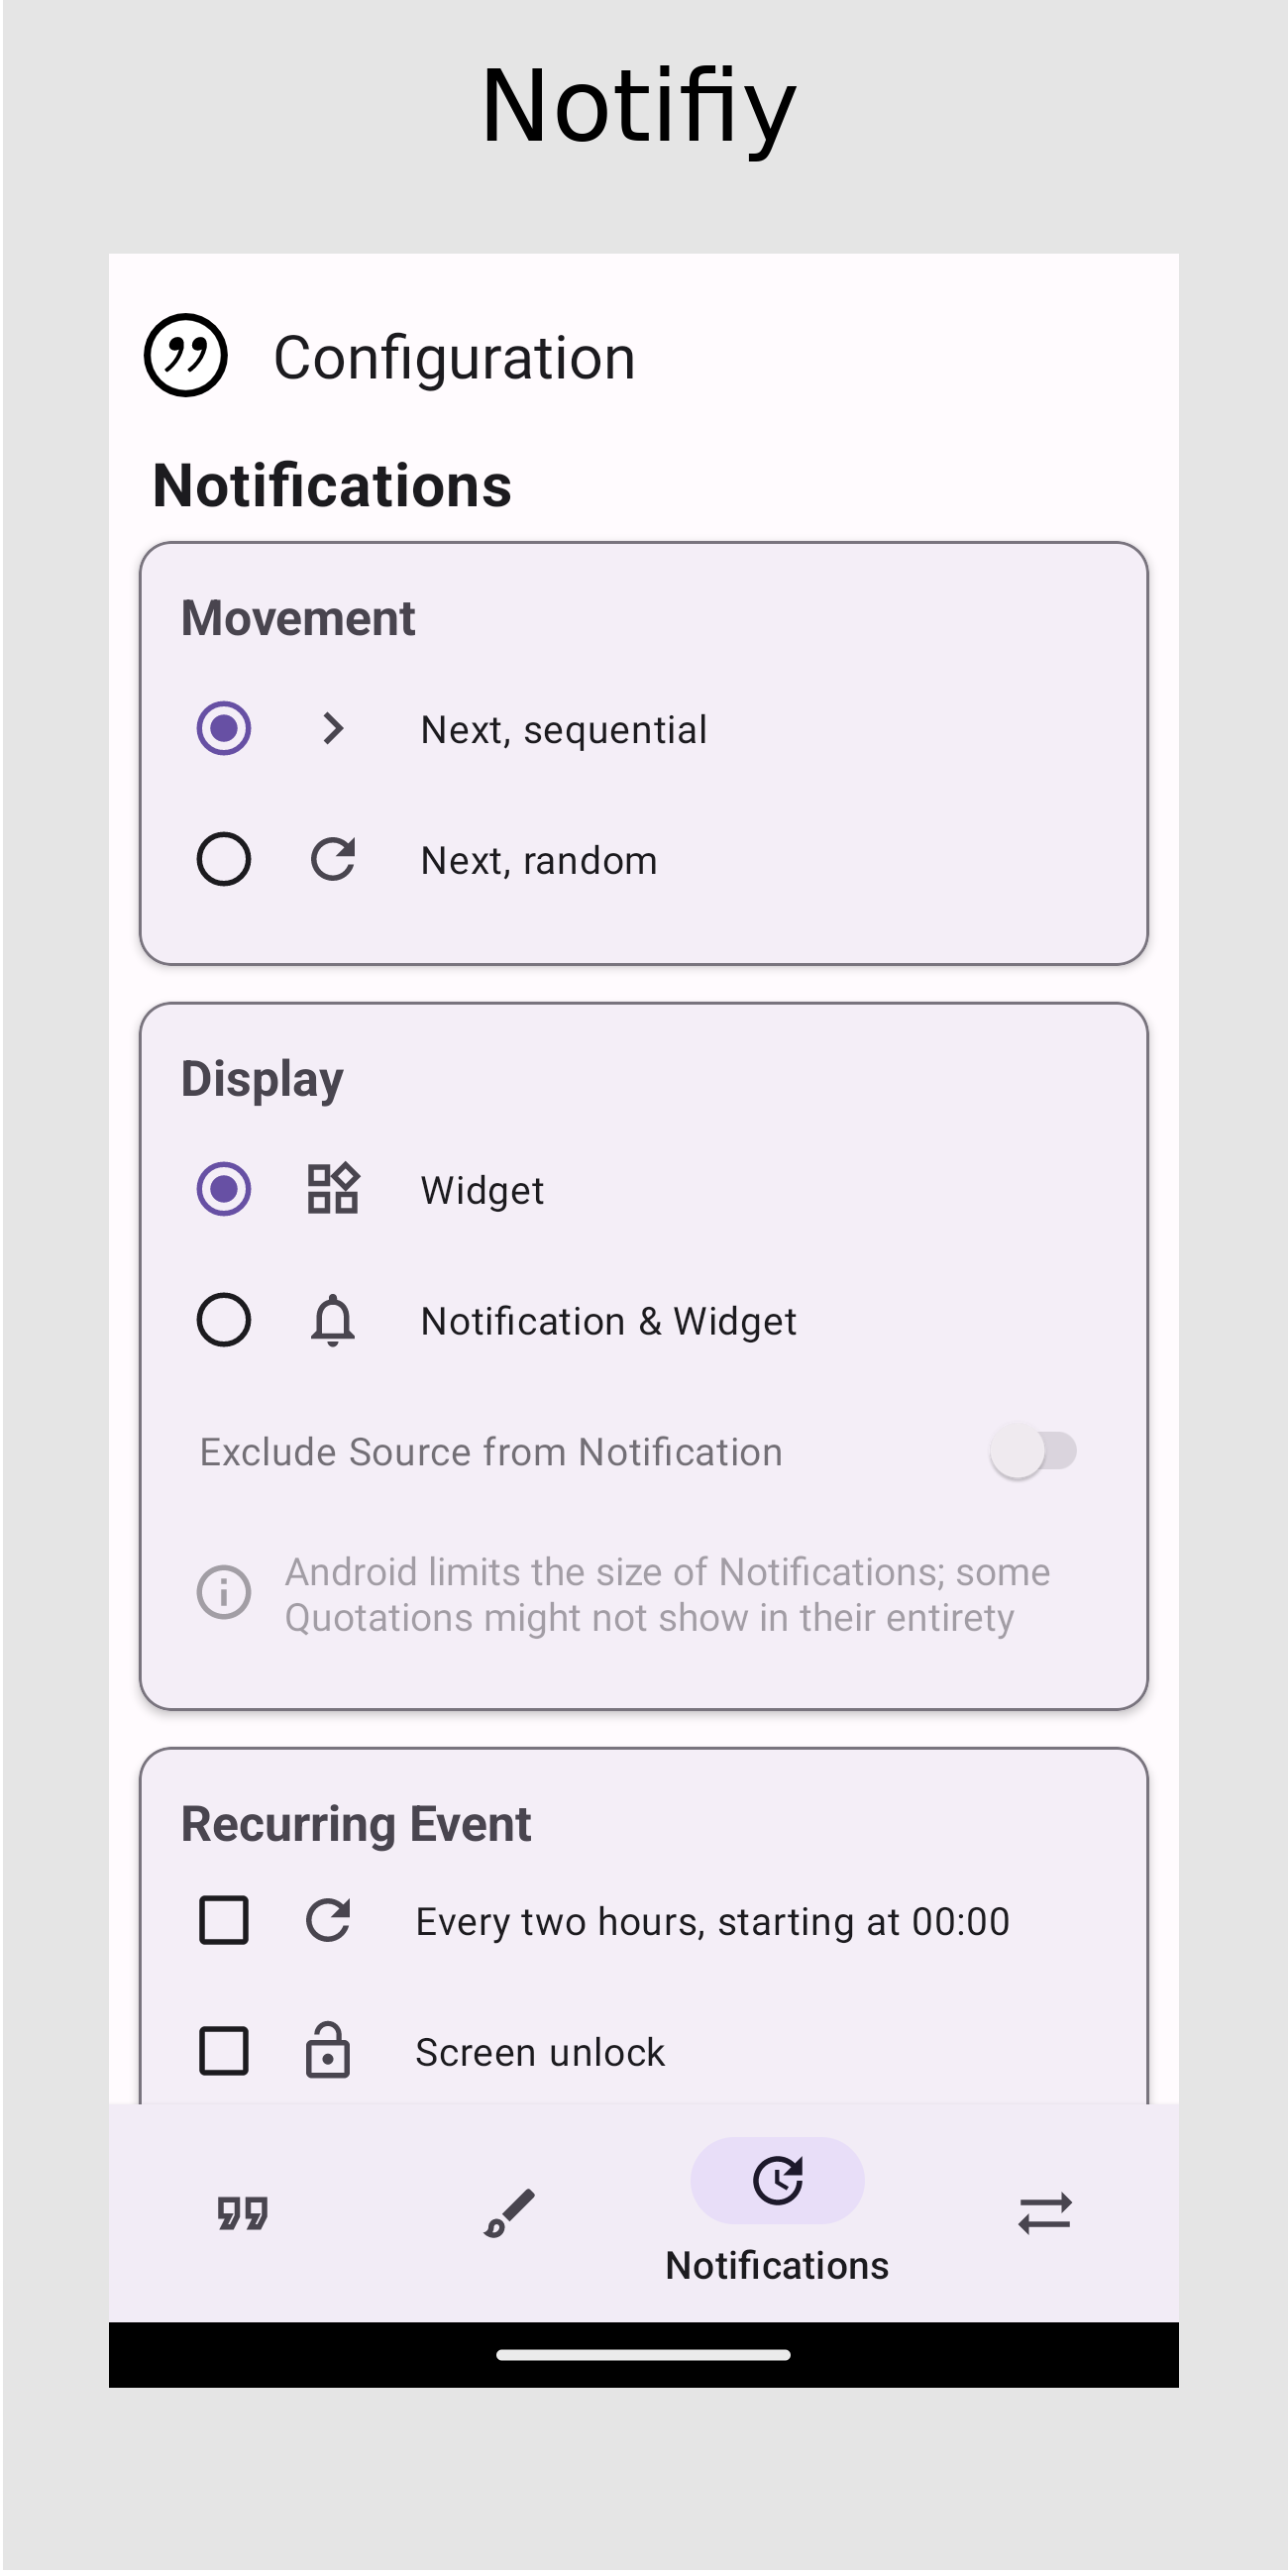 Notifiy
Configuration
Notifications
Movement
Next, sequential
Next, random
Display
Widget
Notification & Widget
Exclude Source from Notification
Android limits the size of Notifications; some
Quotations might not show in their entirety
Recurring Event
Every two hours, starting at 00:00
Screen unlock
Notifications